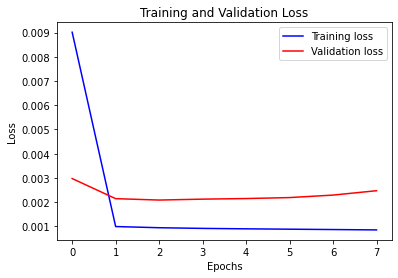 Training and Validation Loss
Training loss
Validation loss
0.009
0.008
0.007
0.006
0.005
0.004
0.003
0.002
0.001
Loss
0 1 2 3 4 5 6 7
Epochs